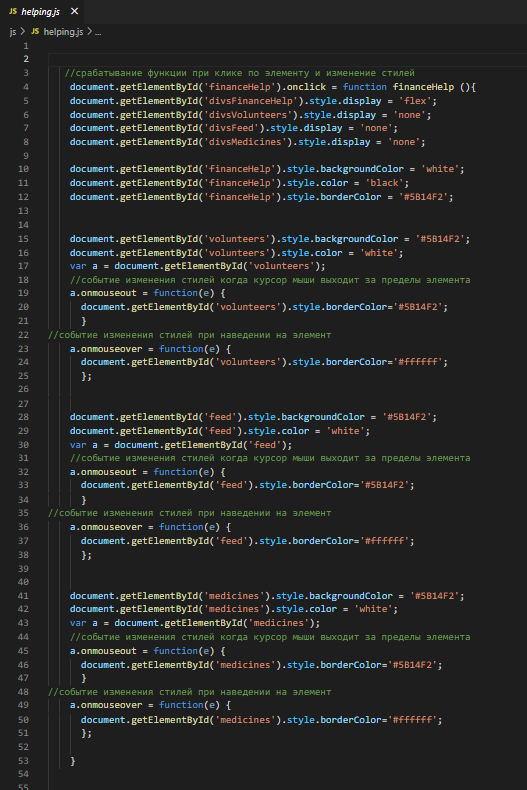 JS helping.js ×
js > JS helping.js > ...
1
2
3 //срабатывание функции при клике по элементу и изменение стилей
4 document.getElementById('financeHelp').onclick = function financeHelp (){
5 document.getElementById('divsFinanceHelp').style.display = 'flex';
6 document.getElementById('divsVolunteers').style.display = 'none';
7 document.getElementById('divsFeed').style.display = 'none';
8 document.getElementById('divsMedicines').style.display = 'none';
9
10 document.getElementById('financeHelp').style.backgroundColor = 'white';
11 document.getElementById('financeHelp').style.color = 'black';
12 document.getElementById('financeHelp').style.borderColor = '#5B14F2';
13
14
15 document.getElementById('volunteers').style.backgroundColor = '#5B14F2';
16 document.getElementById('volunteers').style.color = 'white';
17 var a = document.getElementById('volunteers');
18 //событие изменения стилей когда курсор мыши выходит за пределы элемента
19 a.onmouseout = function(e) {
20 document.getElementById('volunteers').style.borderColor='#5B14F2';
21 }
22 //событие изменения стилей при наведении на элемент
23 a.onmouseover = function(e) {
24 document.getElementById('volunteers').style.borderColor='#ffffff';
25 };
26
27
28 document.getElementById('feed').style.backgroundColor = '#5B14F2';
29 document.getElementById('feed').style.color = 'white';
30 var a = document.getElementById('feed');
31 //событие изменения стилей когда курсор мыши выходит за пределы элемента
32 a.onmouseout = function(e) {
33 document.getElementById('feed').style.borderColor='#5B14F2';
34 }
35 //событие изменения стилей при наведении на элемент
36 a.onmouseover = function(e) {
37 document.getElementById('feed').style.borderColor='#ffffff';
38 };
39
40
41 document.getElementById('medicines').style.backgroundColor = '#5B14F2';
42 document.getElementById('medicines').style.color = 'white';
43 var a = document.getElementById('medicines');
44 //событие изменения стилей когда курсор мыши выходит за пределы элемента
45 a.onmouseout = function(e) {
46 document.getElementById('medicines').style.borderColor='#5B14F2';
47 }
48 //событие изменения стилей при наведении на элемент
49 a.onmouseover = function(e) {
50 document.getElementById('medicines').style.borderColor='#ffffff';
51 };
52
53 }
54
55